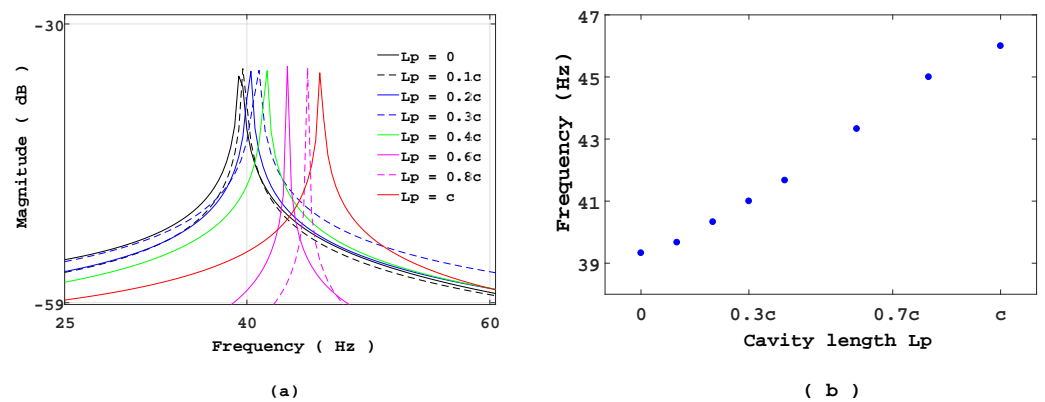 -30
Magnitude ( dB )
-59
25
40
60
Frequency ( Hz )
Lp = 0
Lp = 0.1c
Lp = 0.2c
Lp = 0.3c
Lp = 0.4c
Lp = 0.6c
Lp = 0.8c
Lp = c
(a)
47
45
43
41
39
Frequency (Hz)
0
0.3c
0.7c
c
Cavity length Lp
( b )